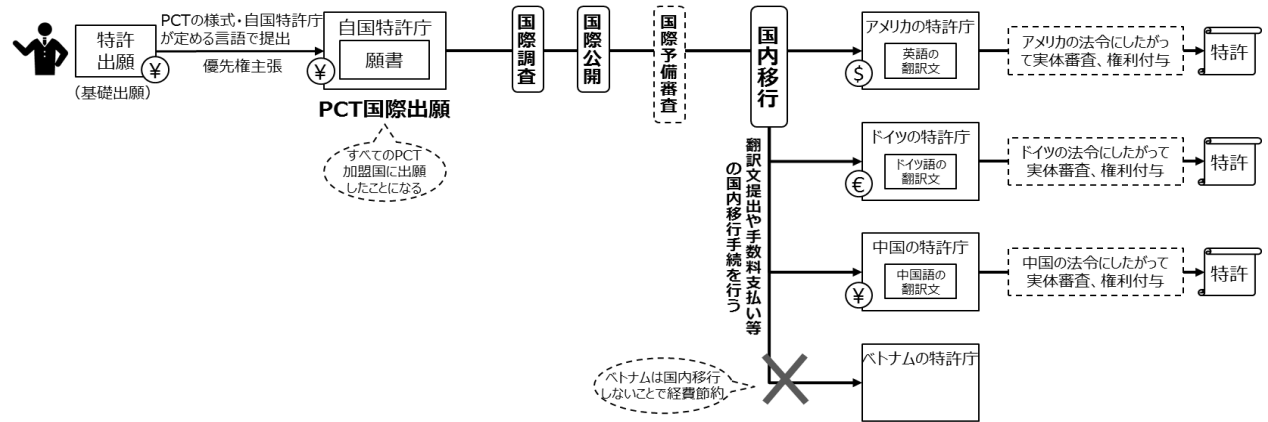 特許
出願
¥
（基礎出願）
PCTの様式・自国特許庁
が定める言語で提出
優先権主張
自国特許庁
願書
¥
PCT国際出願
すべてのPCT
加盟国に出願
したことになる
国際調査
国際公開
国際予備審査
国内移行
翻訳文提出や手数料支払い等
の国内移行手続を行う
アメリカの特許庁
英語の
翻訳文
$
アメリカの法令にしたがっ
て実体審査、権利付与
特許
ドイツの特許庁
ドイツ語の
翻訳文
€
ドイツの法令にしたがって
実体審査、権利付与
特許
中国の特許庁
中国語の
翻訳文
¥
中国の法令にしたがって
実体審査、権利付与
特許
ベトナムの特許庁
ベトナムは国内移行
しないことで経費節約